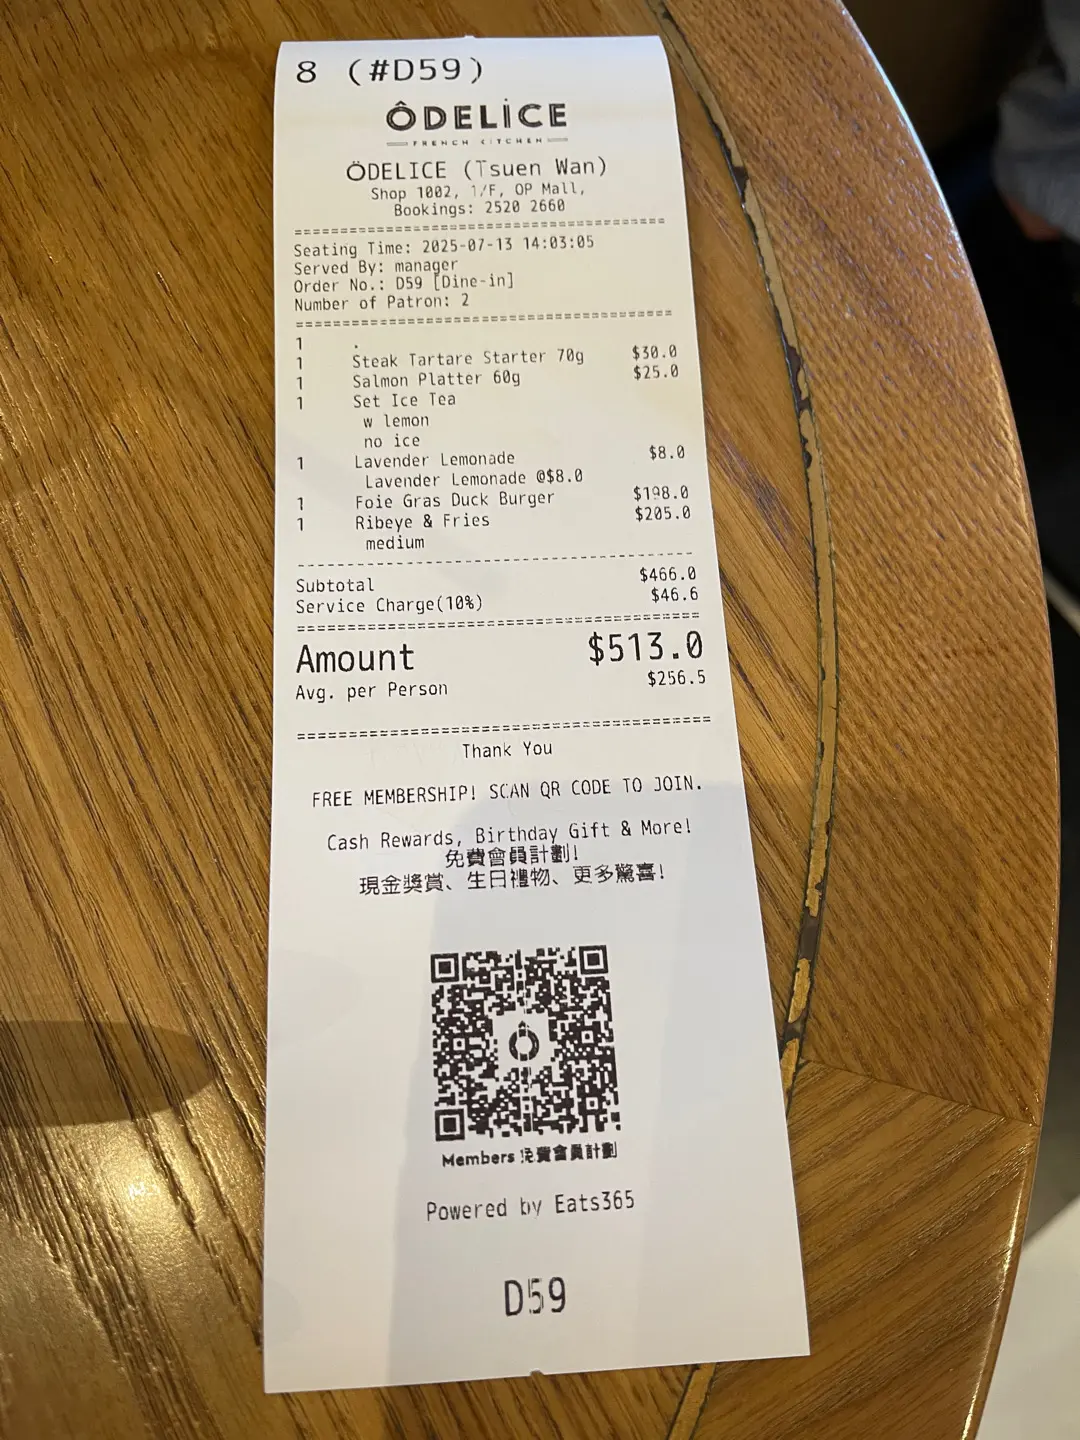 8 (#D59)
ÔDELİCE
FRENCH KITCHEN
ÖDELICE (Tsuen Wan)
Shop 1002, 1/F, OP Mall,
Bookings: 2520 2660
Seating Time: 2025-07-13 14:03:05
Served By: manager
Order No.: D59 [Dine-in]
Number of Patron: 2
1 .
1 Steak Tartare Starter 70g $30.0
1 Salmon Platter 60g $25.0
1 Set Ice Tea
w lemon
no ice
1 Lavender Lemonade $8.0
Lavender Lemonade @$8.0
1 Foie Gras Duck Burger $198.0
1 Ribeye & Fries $205.0
medium
Subtotal $466.0
Service Charge(10%) $46.6
Amount $513.0
Avg. per Person $256.5
Thank You
FREE MEMBERSHIP! SCAN QR CODE TO JOIN.
Cash Rewards, Birthday Gift & More!
免費會員計劃!
現金獎賞、生日禮物、更多驚喜!
Ô
Members 免費會員計劃
Powered by Eats365
D59